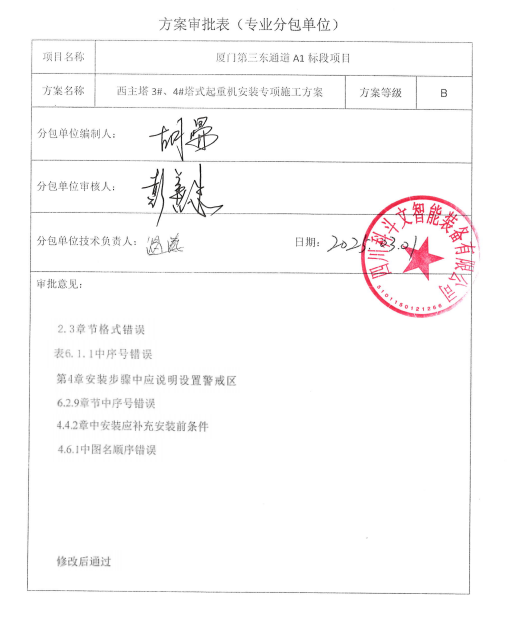 方案审批表（专业分包单位）
项目名称 厦门第三东通道 A1 标段项目
方案名称 西主塔 3#、4#塔式起重机安装专项施工方案 方案等级 B
分包单位编制人：
分包单位审核人：
分包单位技术负责人： 日期：2025.03.01
四川科斗文智能装备有限公司
审批意见：
2.3章节格式错误
表6.1.1中序号错误
第4章安装步骤中应说明设置警戒区
6.2.9章节中序号错误
4.4.2章中安装应补充安装前条件
4.6.1中图名顺序错误
修改后通过